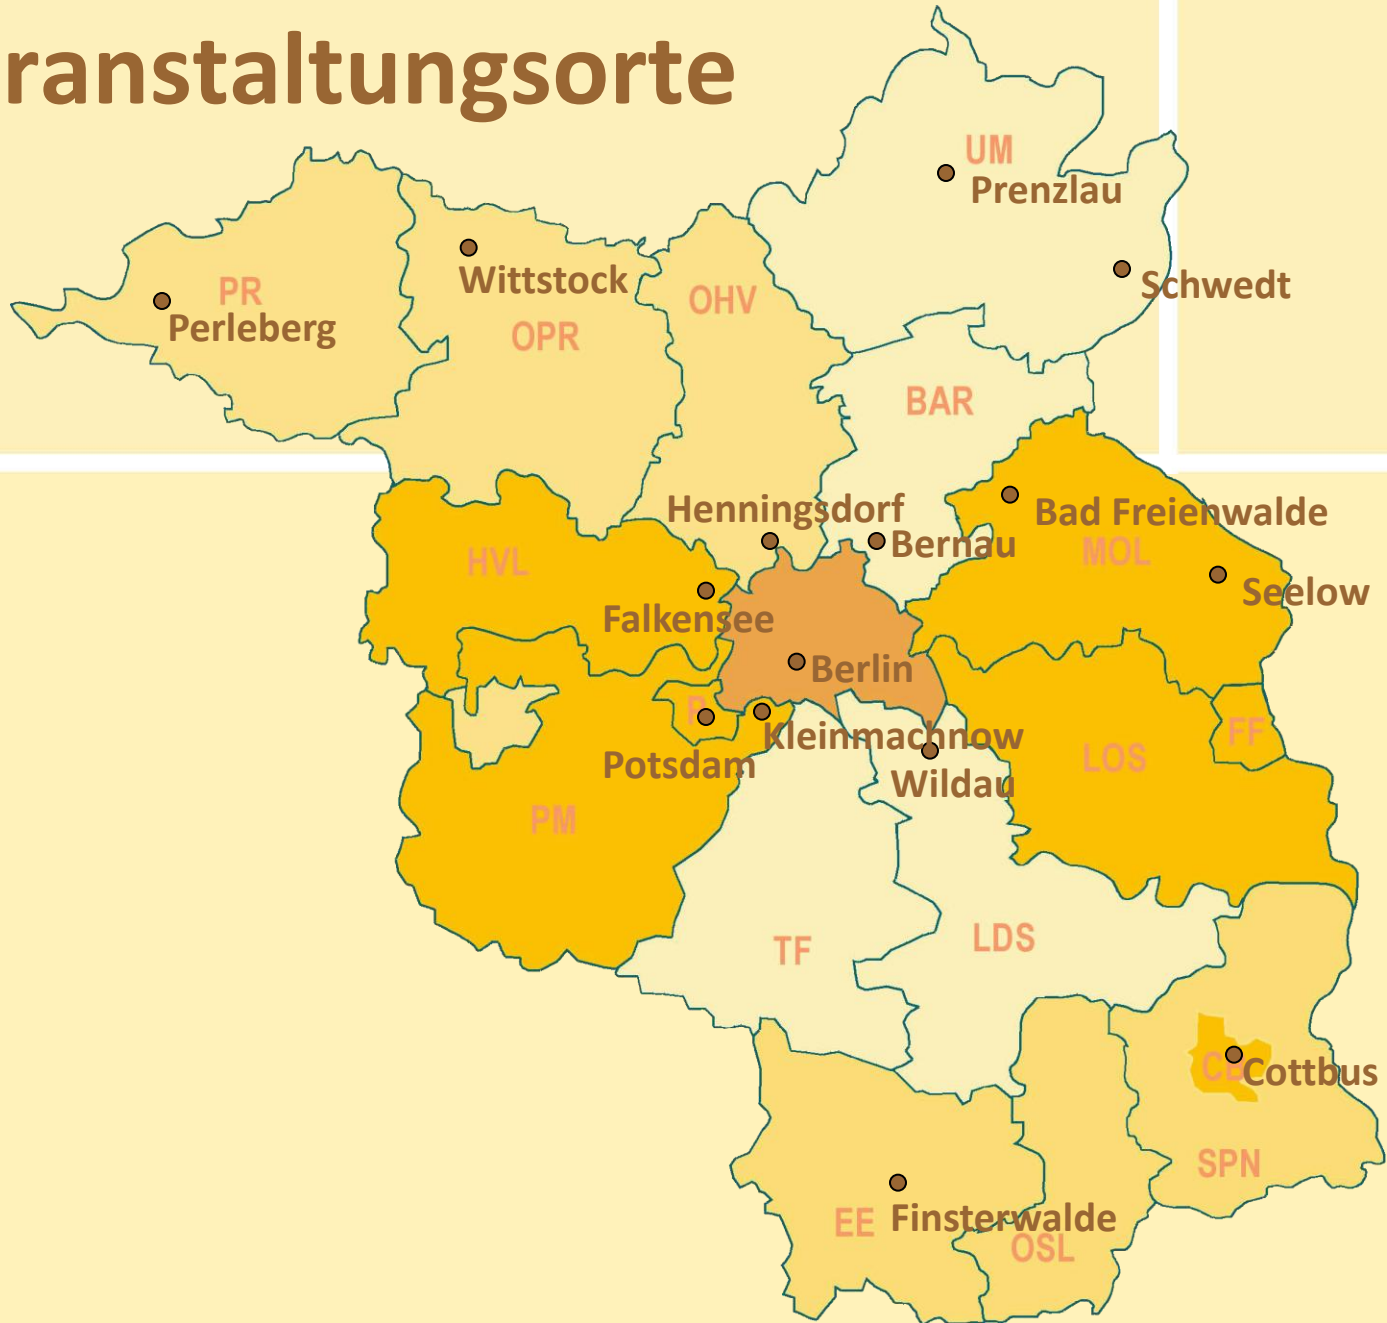 ranstaltungsorte
UM
Prenzlau
Wittstock
Schwedt
PR
OHV
Perleberg
OPR
BAR
Henningsdorf
Bad Freienwalde
Bernau
MOL
HVL
Seelow
Falkensee
Berlin
P
Kleinmachnow
FF
Potsdam
LOS
Wildau
PM
TF
LDS
CB
Cottbus
SPN
EE
Finsterwalde
OSL